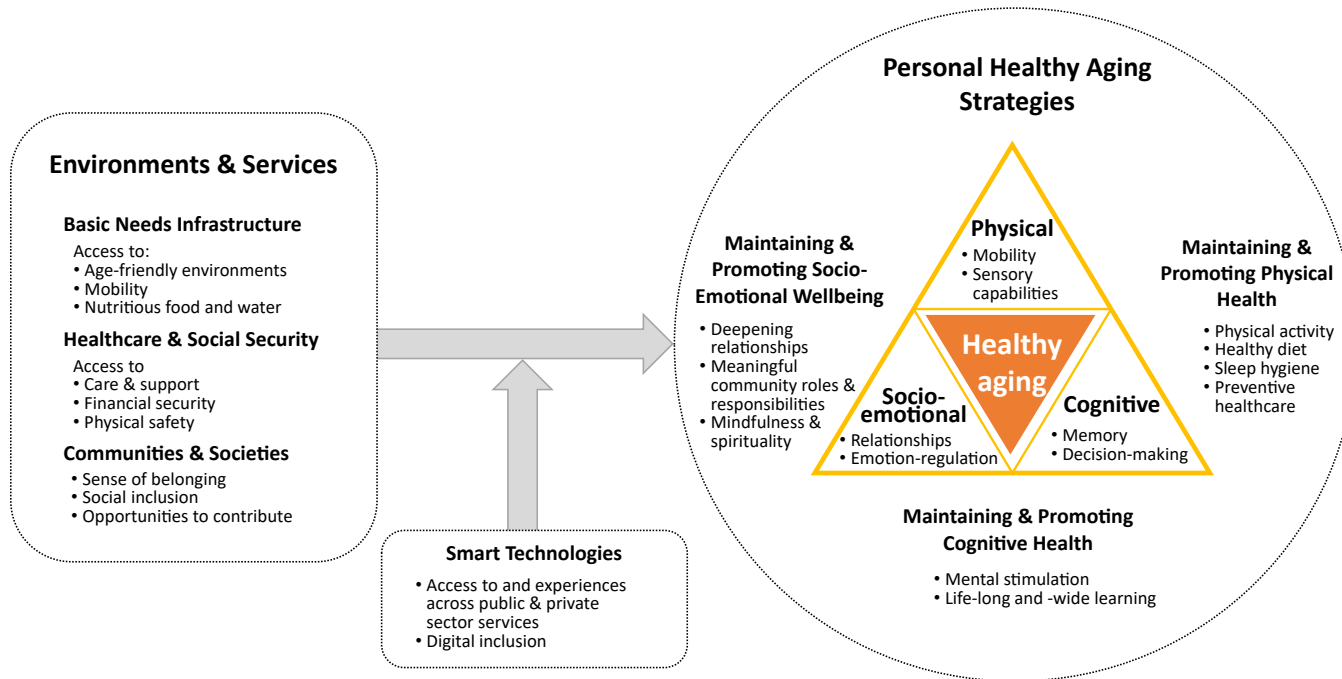 Environments & Services
Basic Needs Infrastructure
Access to:
• Age-friendly environments
• Mobility
• Nutritious food and water
Healthcare & Social Security
Access to
• Care & support
• Financial security
• Physical safety
Communities & Societies
• Sense of belonging
• Social inclusion
• Opportunities to contribute
Smart Technologies
• Access to and experiences
across public & private
sector services
• Digital inclusion
Personal Healthy Aging
Strategies
Maintaining &
Promoting Socio-
Emotional Wellbeing
• Deepening
relationships
• Meaningful
community roles &
responsibilities
• Mindfulness &
spirituality
Physical
• Mobility
• Sensory
capabilities
Healthy
aging
Socio-
emotional
• Relationships
• Emotion-regulation
Cognitive
• Memory
• Decision-making
Maintaining &
Promoting Physical
Health
• Physical activity
• Healthy diet
• Sleep hygiene
• Preventive
healthcare
Maintaining & Promoting
Cognitive Health
• Mental stimulation
• Life-long and -wide learning